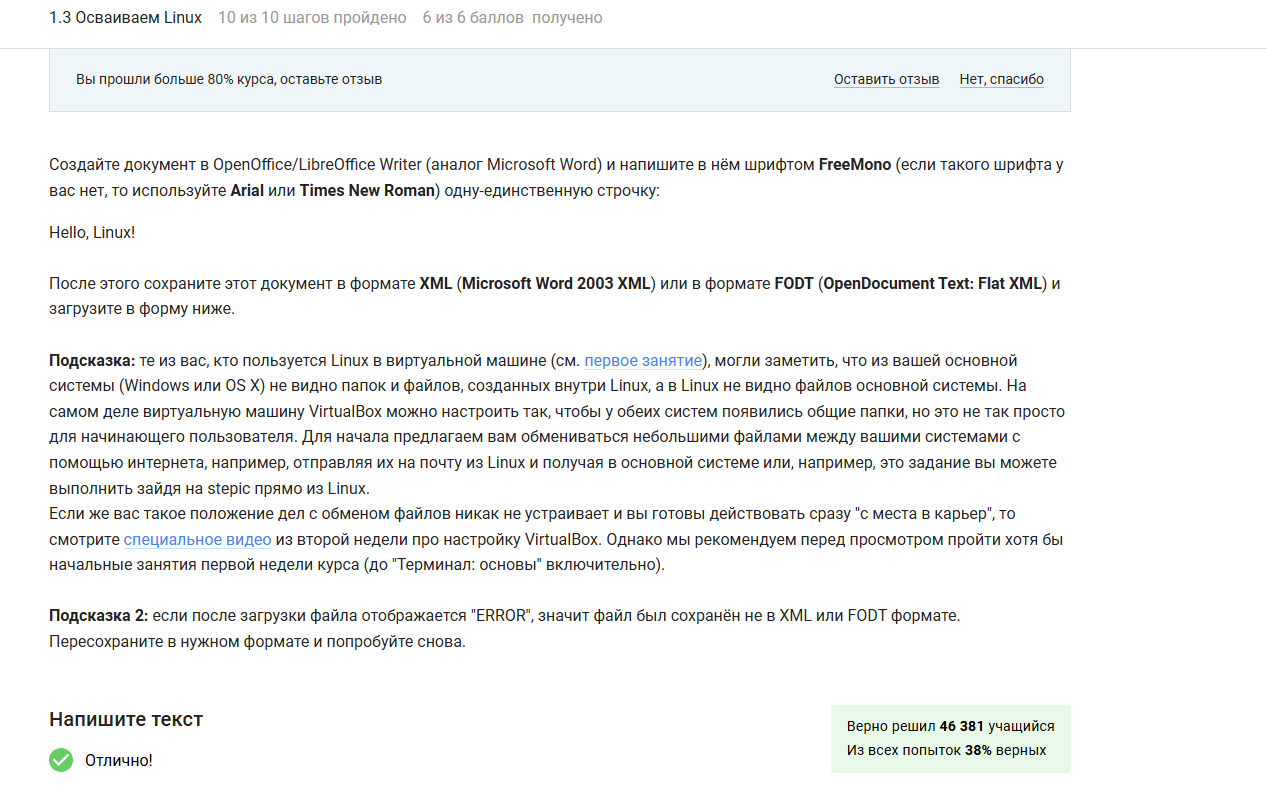 1.3 Осваиваем Linux 10 из 10 шагов пройдено 6 из 6 баллов получено
Вы прошли больше 80% курса, оставьте отзыв Оставить отзыв Нет, спасибо
Создайте документ в OpenOffice/LibreOffice Writer (аналог Microsoft Word) и напишите в нём шрифтом FreeMono (если такого шрифта у
вас нет, то используйте Arial или Times New Roman) одну-единственную строчку:
Hello, Linux!
После этого сохраните этот документ в формате XML (Microsoft Word 2003 XML) или в формате FODT (OpenDocument Text: Flat XML) и
загрузите в форму ниже.
Подсказка: те из вас, кто пользуется Linux в виртуальной машине (см. первое занятие), могли заметить, что из вашей основной
системы (Windows или OS X) не видно папок и файлов, созданных внутри Linux, а в Linux не видно файлов основной системы. На
самом деле виртуальную машину VirtualBox можно настроить так, чтобы у обеих систем появились общие папки, но это не так просто
для начинающего пользователя. Для начала предлагаем вам обмениваться небольшими файлами между вашими системами с
помощью интернета, например, отправляя их на почту из Linux и получая в основной системе или, например, это задание вы можете
выполнить зайдя на stepic прямо из Linux.
Если же вас такое положение дел с обменом файлов никак не устраивает и вы готовы действовать сразу "с места в карьер", то
смотрите специальное видео из второй недели про настройку VirtualBox. Однако мы рекомендуем перед просмотром пройти хотя бы
начальные занятия первой недели курса (до "Терминал: основы" включительно).
Подсказка 2: если после загрузки файла отображается "ERROR", значит файл был сохранён не в XML или FODT формате.
Пересохраните в нужном формате и попробуйте снова.
Напишите текст
Отлично!
Верно решил 46 381 учащийся
Из всех попыток 38% верных